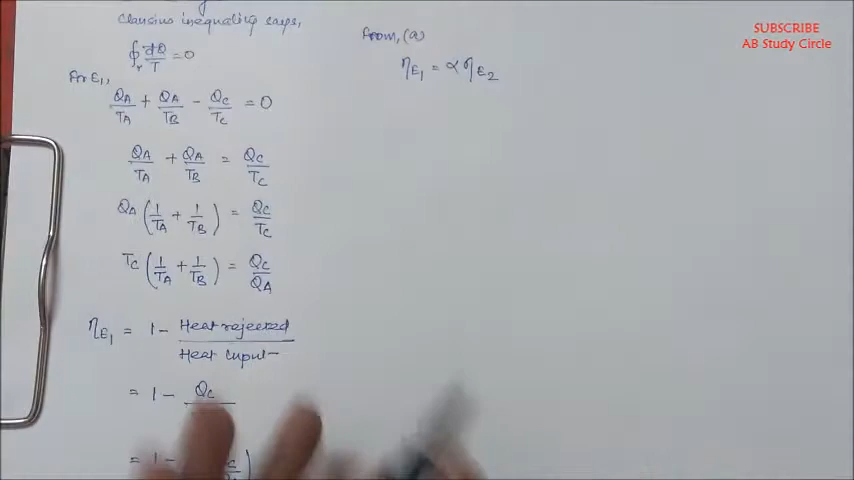 Clausius inequality says,
∮r dQ/T = 0
For E1,
QA/TA + QA/TB - QC/TC = 0
QA/TA + QA/TB = QC/TC
QA (1/TA + 1/TB) = QC/TC
TC (1/TA + 1/TB) = QC/QA
ηE1 = 1 - Heat rejected / Heat input
= 1 - QC
= 1 -
From, (a)
ηE1 = α ηE2
SUBSCRIBE
AB Study Circle